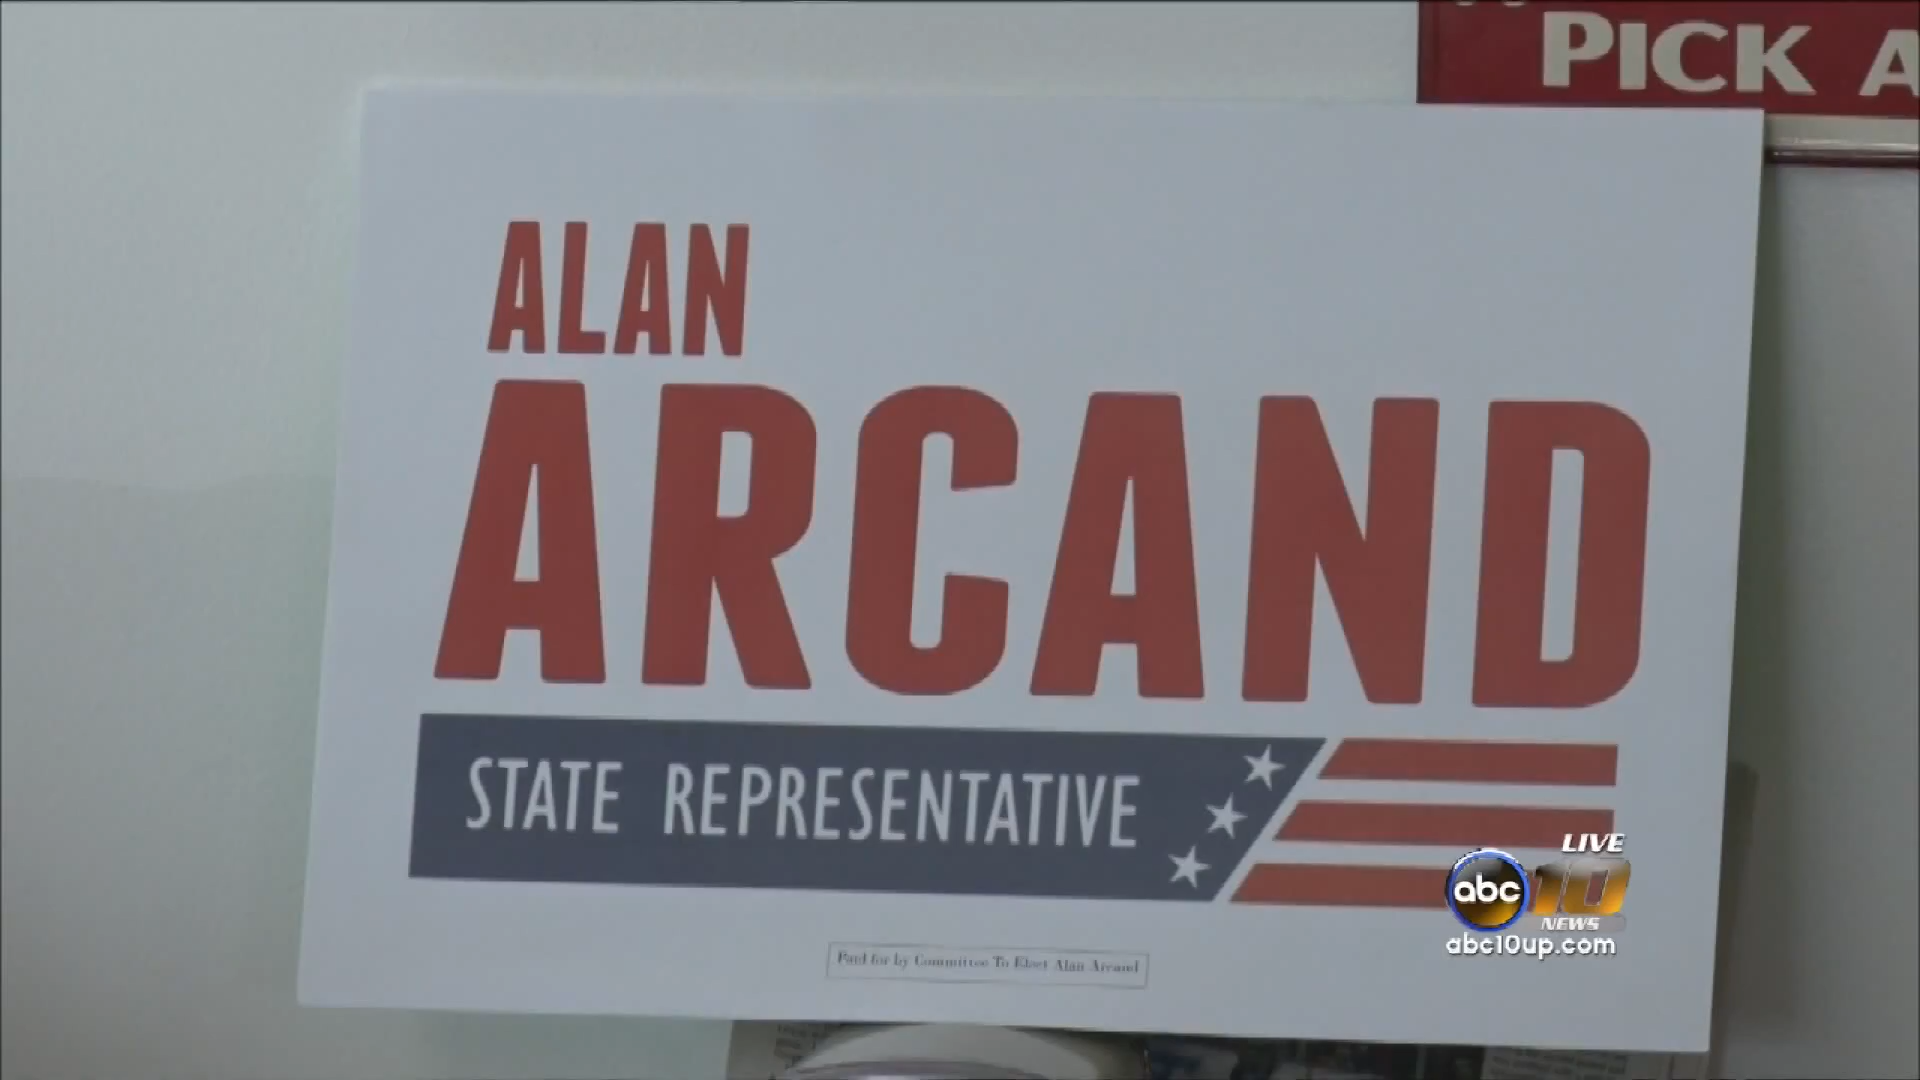 PICK A
ALAN
ARCAND
STATE REPRESENTATIVE
Paid for by Committee To Elect Alan Arcand
LIVE
abc 10
NEWS
abc10up.com